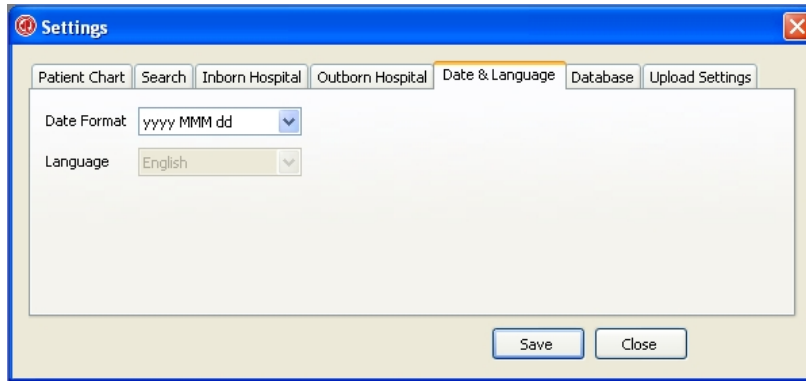 Settings
Patient Chart Search Inborn Hospital Outborn Hospital Date & Language Database Upload Settings
Date Format yyyy MMM dd
Language English
Save Close